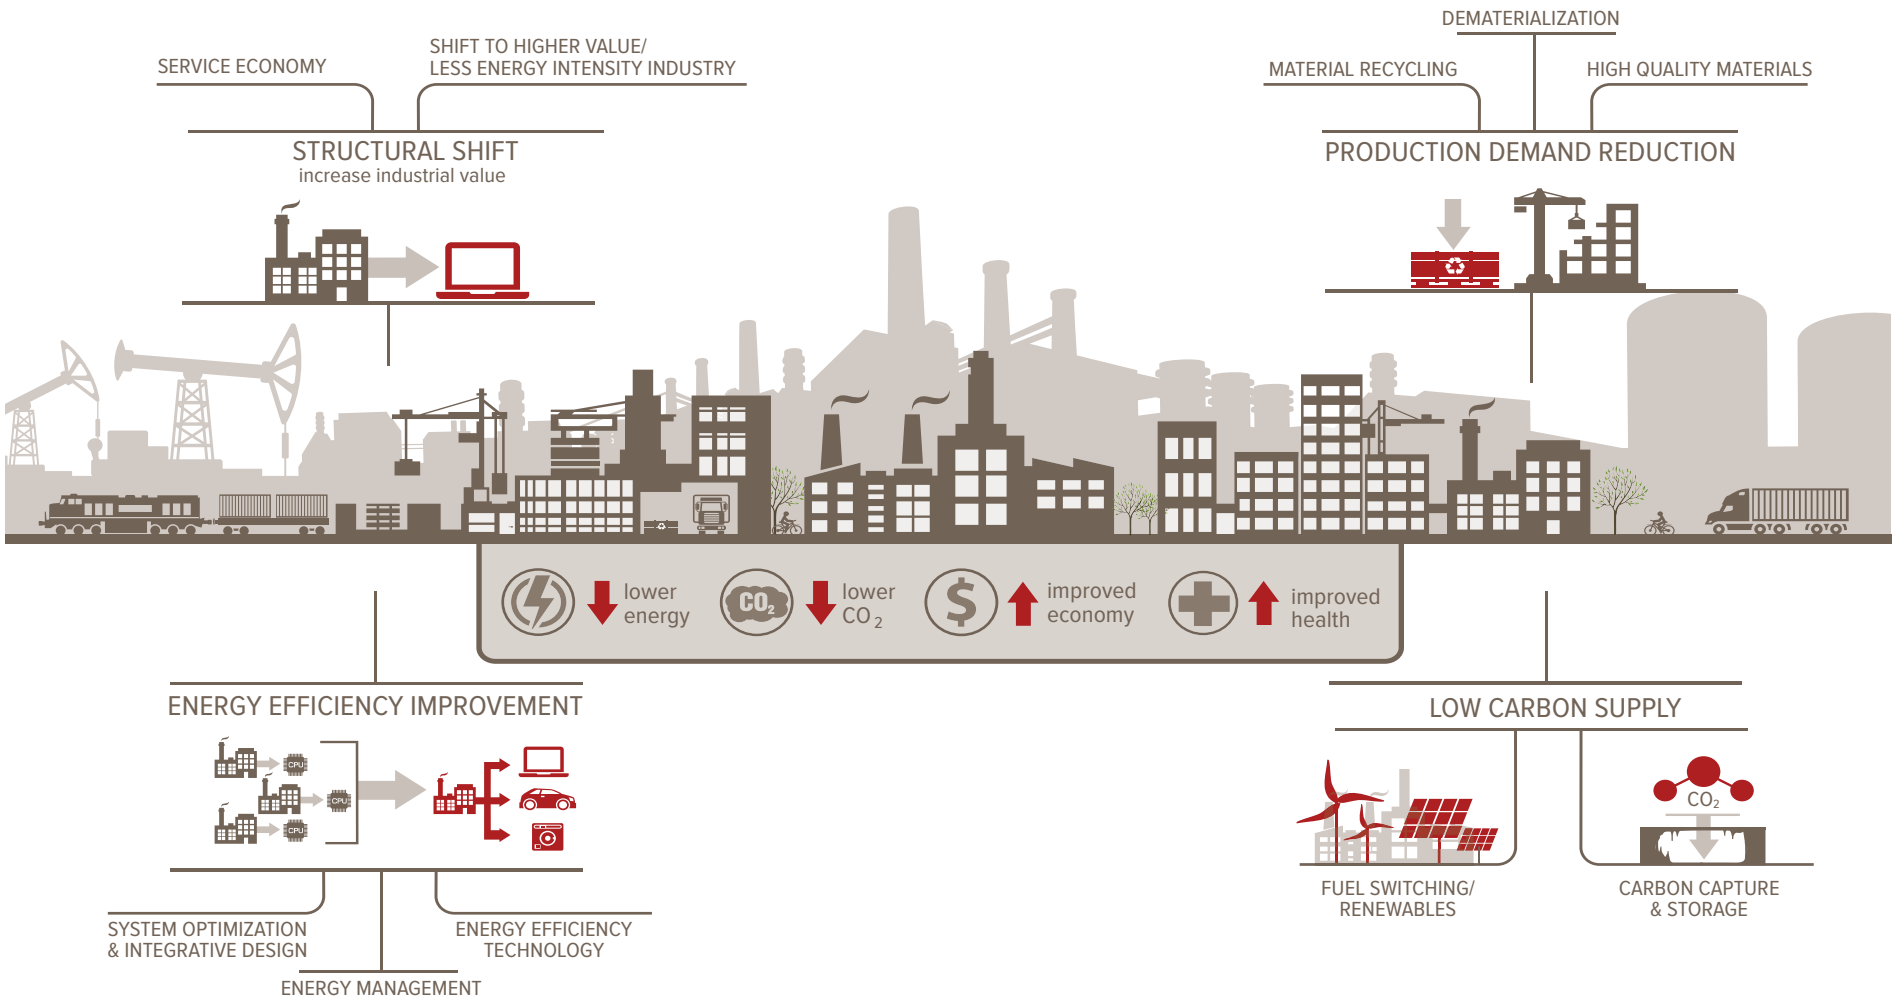 SERVICE ECONOMY
SHIFT TO HIGHER VALUE/
LESS ENERGY INTENSITY INDUSTRY
STRUCTURAL SHIFT
increase industrial value
DEMATERIALIZATION
MATERIAL RECYCLING
HIGH QUALITY MATERIALS
PRODUCTION DEMAND REDUCTION
lower
energy
CO2
lower
CO2
$
improved
economy
improved
health
ENERGY EFFICIENCY IMPROVEMENT
CPU
CPU
CPU
SYSTEM OPTIMIZATION
& INTEGRATIVE DESIGN
ENERGY EFFICIENCY
TECHNOLOGY
ENERGY MANAGEMENT
LOW CARBON SUPPLY
CO2
FUEL SWITCHING/
RENEWABLES
CARBON CAPTURE
& STORAGE